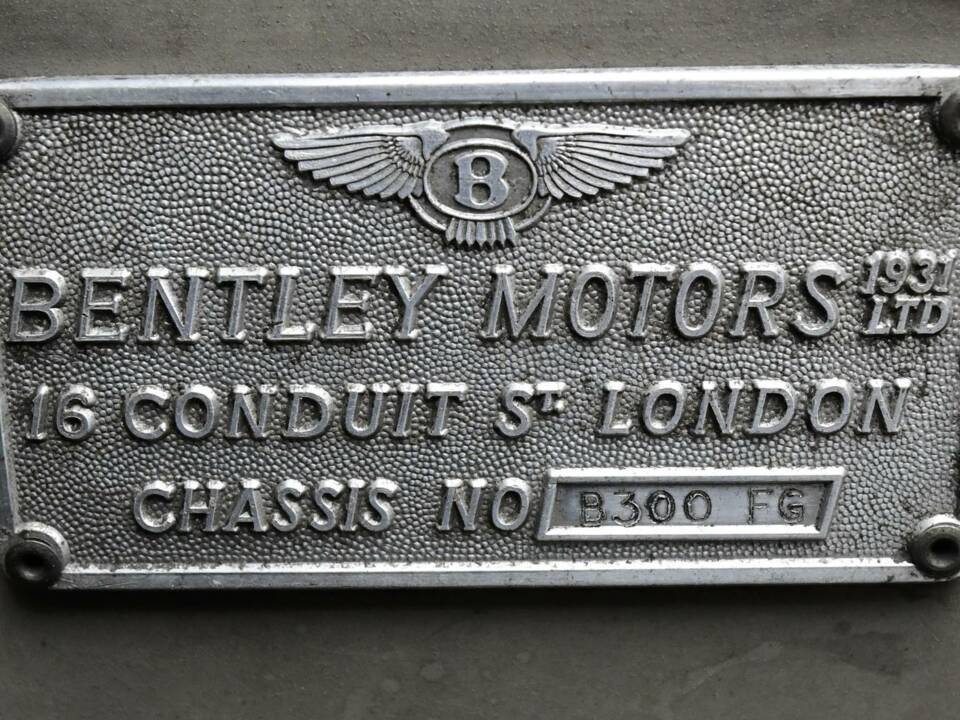 B
BENTLEY MOTORS 1931 LTD
16 CONDUIT ST. LONDON
CHASSIS NO B300 FG